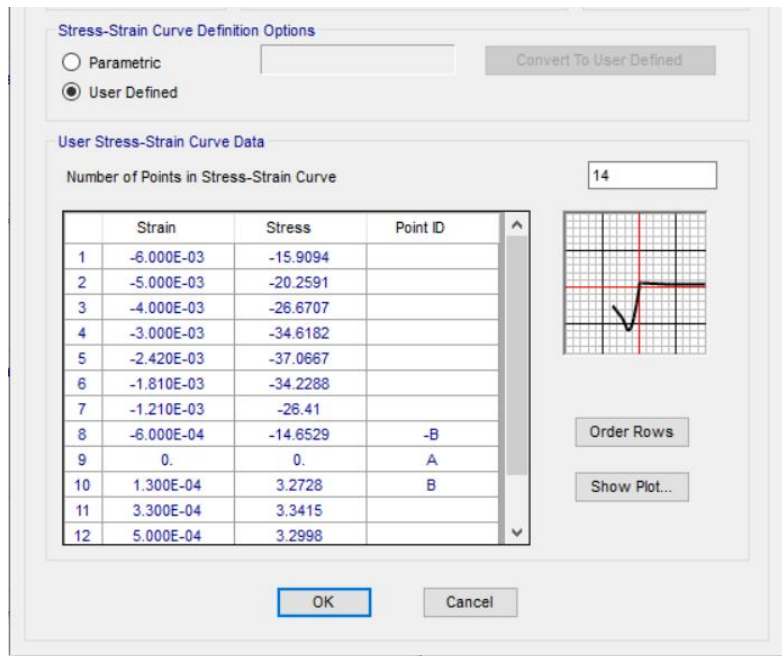 Stress-Strain Curve Definition Options
Parametric
Convert To User Defined
User Defined
User Stress-Strain Curve Data
Number of Points in Stress-Strain Curve 14
Strain Stress Point ID
1 -6.000E-03 -15.9094
2 -5.000E-03 -20.2591
3 -4.000E-03 -26.6707
4 -3.000E-03 -34.6182
5 -2.420E-03 -37.0667
6 -1.810E-03 -34.2288
7 -1.210E-03 -26.41
8 -6.000E-04 -14.6529 -B
9 0. 0. A
10 1.300E-04 3.2728 B
11 3.300E-04 3.3415
12 5.000E-04 3.2998
Order Rows
Show Plot...
OK Cancel